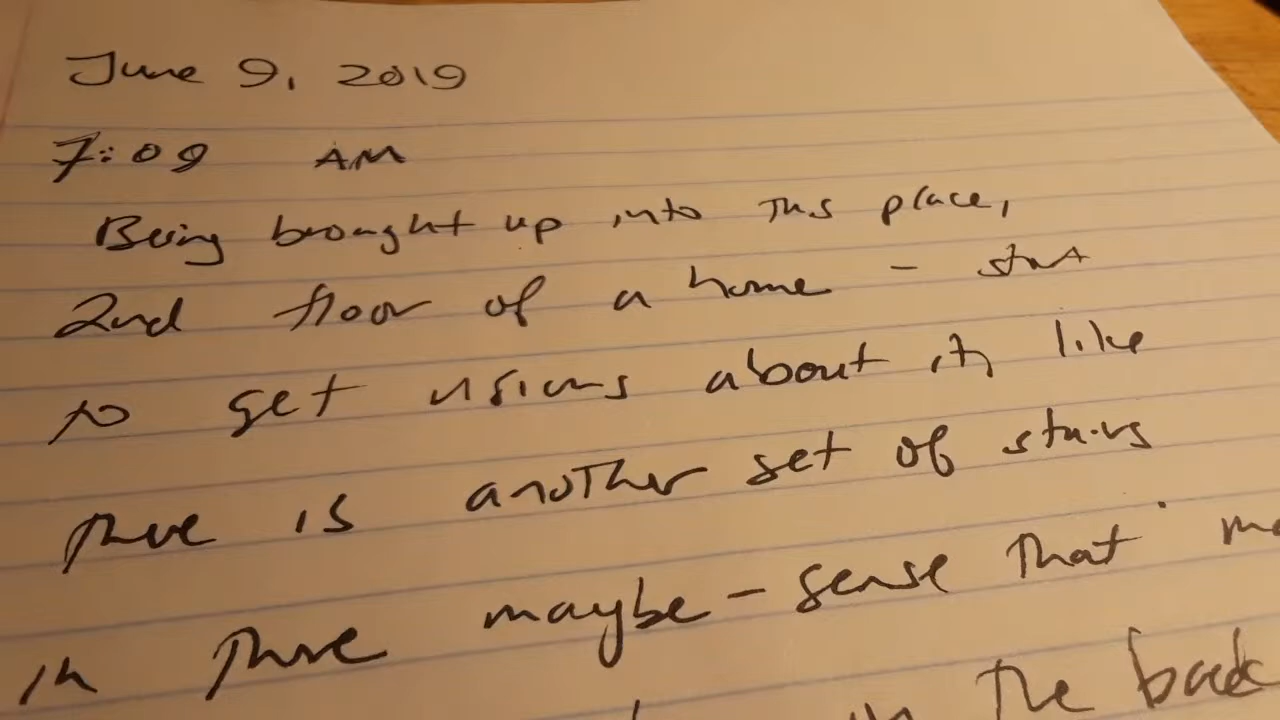 June 9, 2019
7:09 AM
Being brought up into this place,
2nd floor of a home - start
to get visions about it, like
there is another set of stairs
in there maybe - sense that
in the back